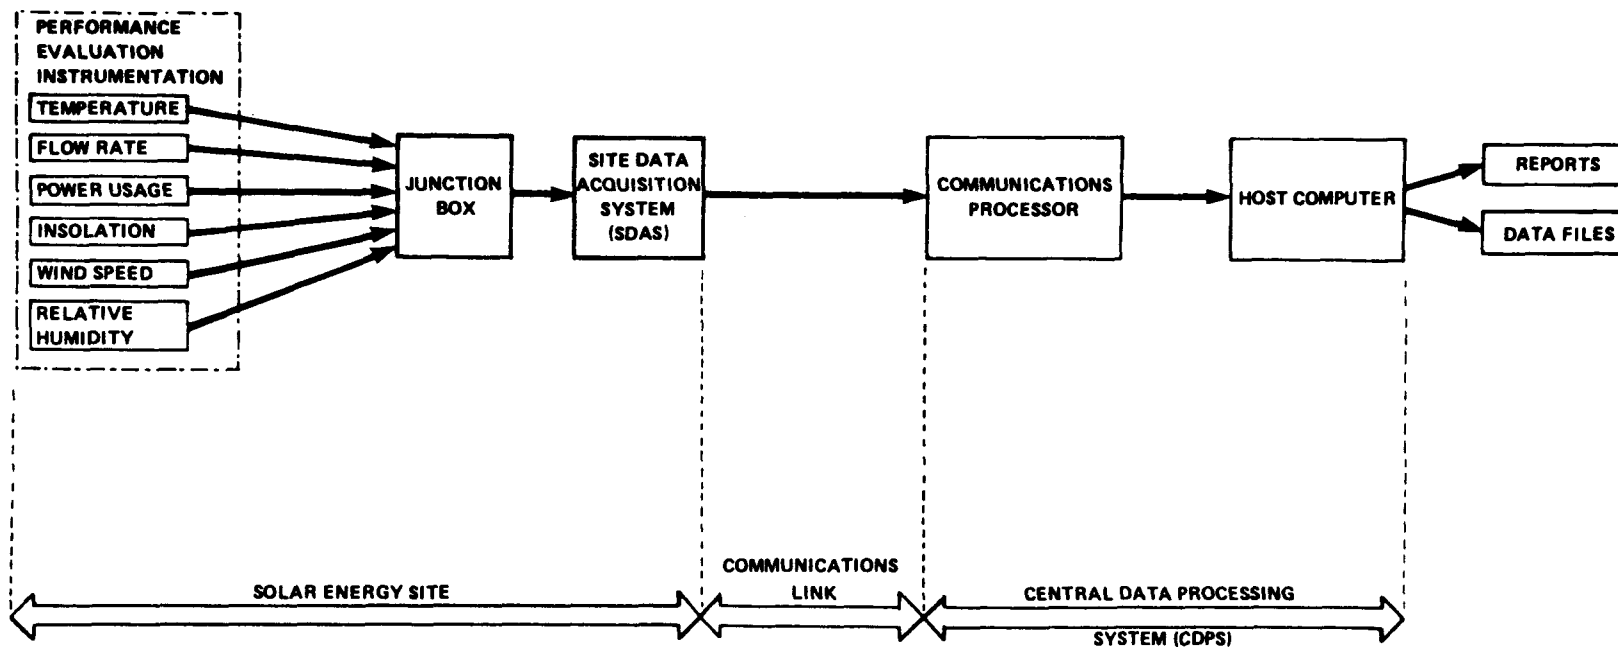 PERFORMANCE
EVALUATION
INSTRUMENTATION
TEMPERATURE
FLOW RATE
POWER USAGE
INSOLATION
WIND SPEED
RELATIVE
HUMIDITY
JUNCTION
BOX
SITE DATA
ACQUISITION
SYSTEM
(SDAS)
COMMUNICATIONS
PROCESSOR
HOST COMPUTER
REPORTS
DATA FILES
SOLAR ENERGY SITE
COMMUNICATIONS
LINK
CENTRAL DATA PROCESSING
SYSTEM (CDPS)